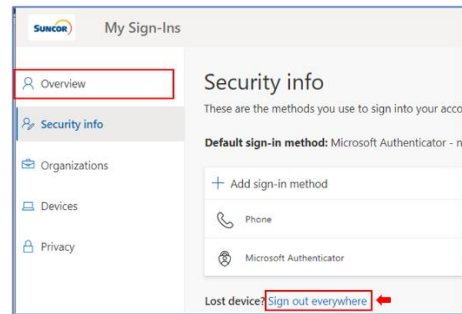 SUNCOR My Sign-Ins
Overview
Security info
Organizations
Devices
Privacy
Security info
These are the methods you use to sign into your acco
Default sign-in method: Microsoft Authenticator - n
+ Add sign-in method
Phone
Microsoft Authenticator
Lost device? Sign out everywhere